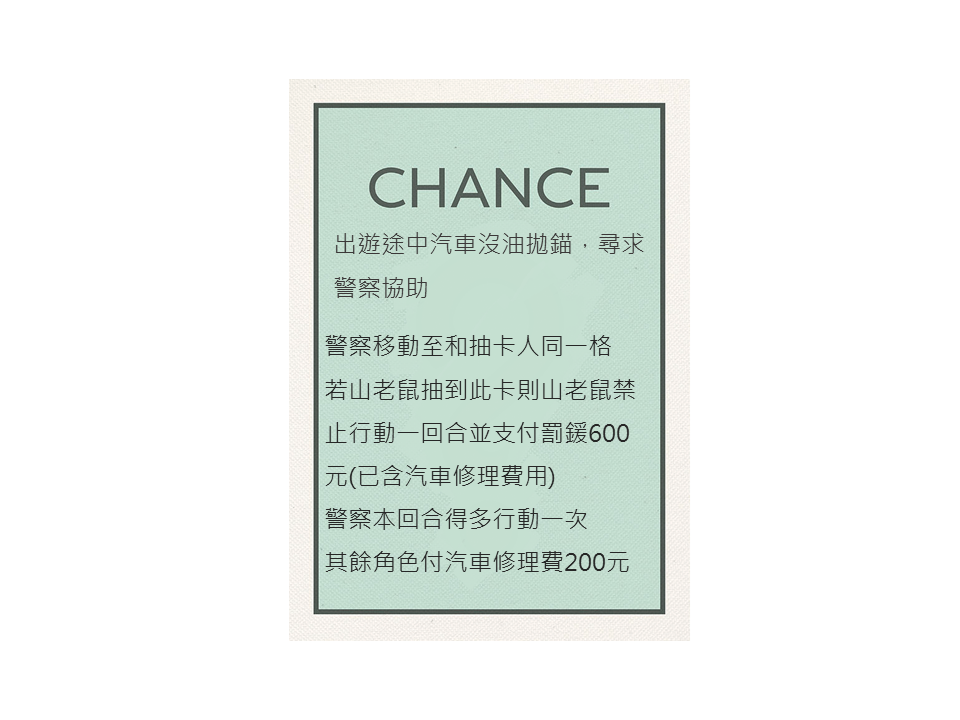 CHANCE
出遊途中汽車沒油拋錨，尋求
警察協助
警察移動至和抽卡人同一格
若山老鼠抽到此卡則山老鼠禁
止行動一回合並支付罰鍰600
元(已含汽車修理費用)
警察本回合得多行動一次
其餘角色付汽車修理費200元